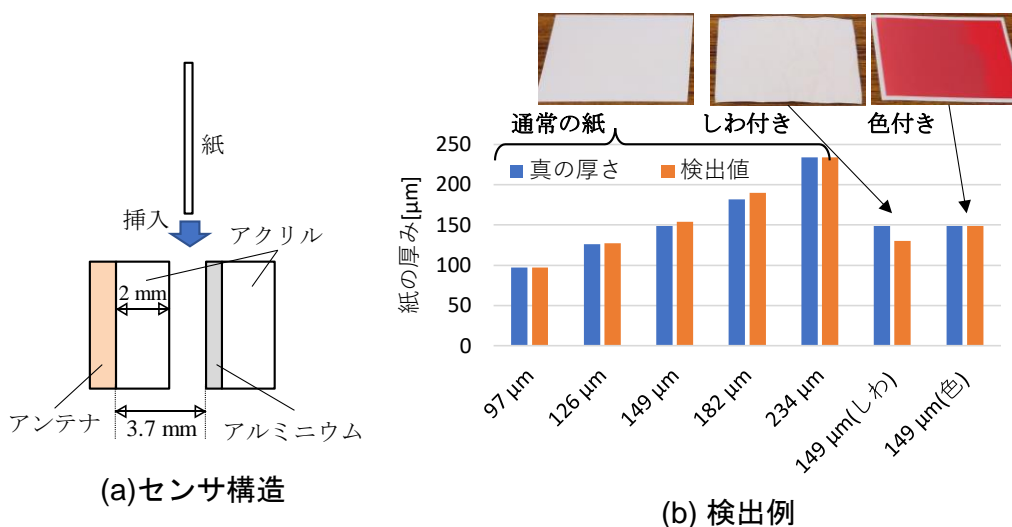 紙
挿入
アクリル
2 mm
アンテナ
3.7 mm
アルミニウム
(a)センサ構造
通常の紙
しわ付き
色付き
真の厚さ
検出値
紙の厚み[μm]
250
200
150
100
50
0
97 μm
126 μm
149 μm
182 μm
234 μm
149 μm(しわ)
149 μm(色)
(b) 検出例